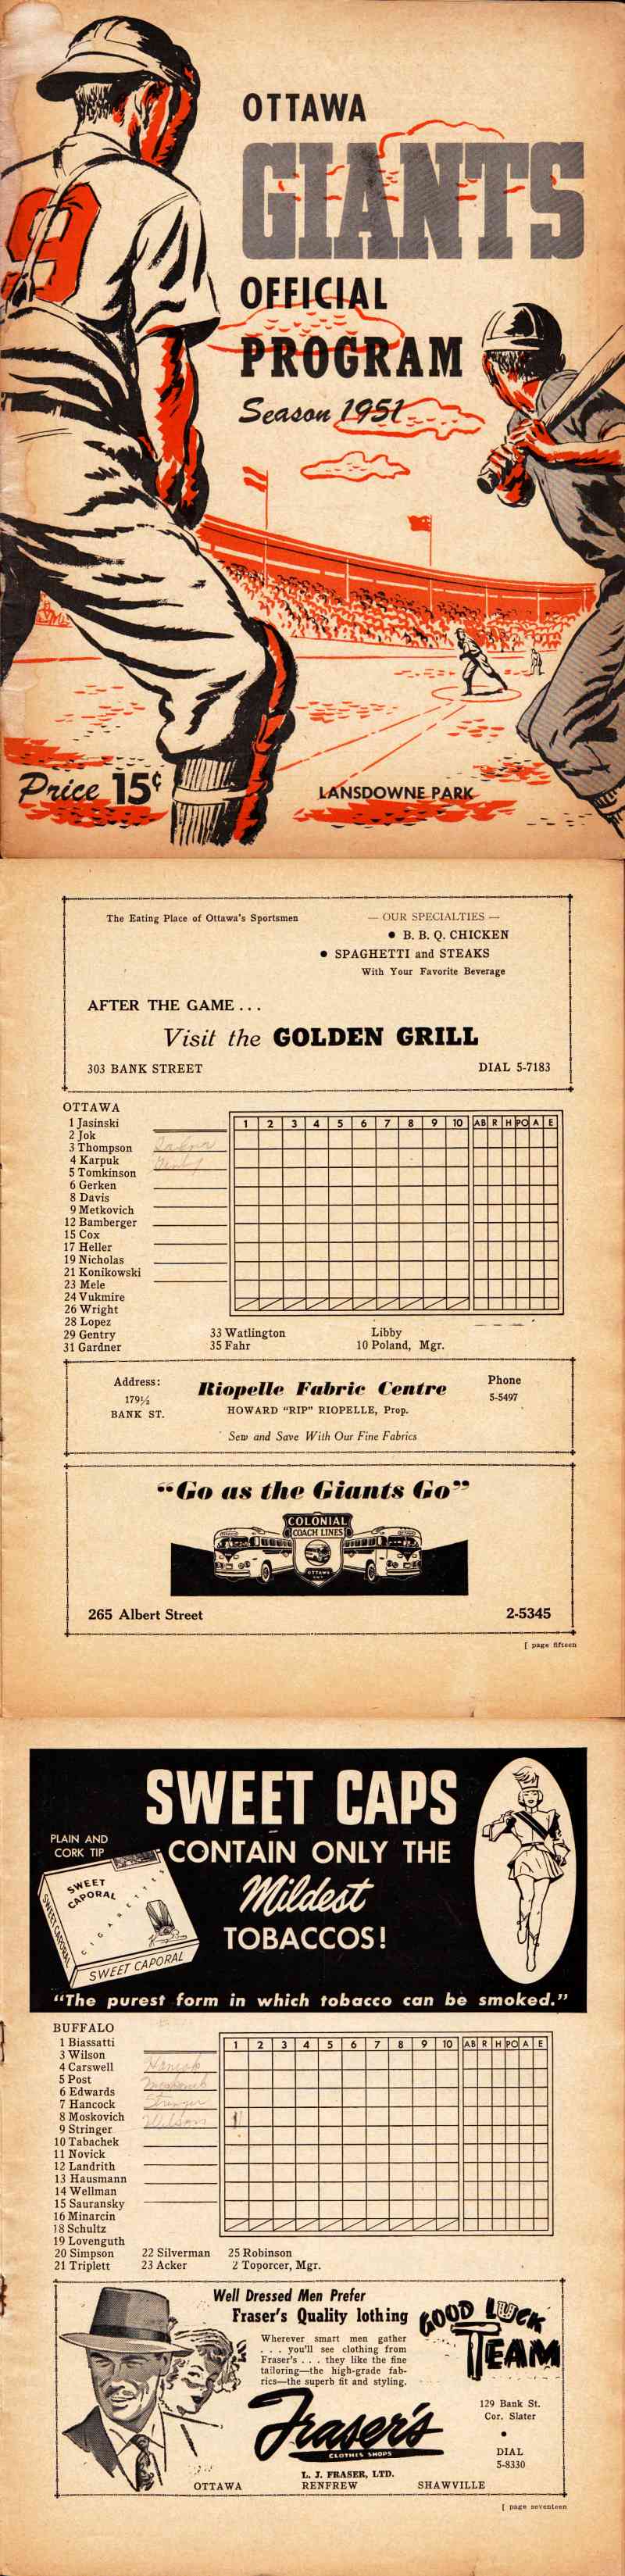 OTTAWA
GIANTS
OFFICIAL
PROGRAM
Season 1951
9
Price 15¢
LANSDOWNE PARK
The Eating Place of Ottawa's Sportsmen
— OUR SPECIALTIES —
• B. B. Q. CHICKEN
• SPAGHETTI and STEAKS
With Your Favorite Beverage
AFTER THE GAME . . .
Visit the GOLDEN GRILL
303 BANK STREET
DIAL 5-7183
OTTAWA
1 2 3 4 5 6 7 8 9 10 AB R H PO A E
1 Jasinski
2 Jok
3 Thompson
4 Karpuk
5 Tomkinson
6 Gerken
8 Davis
9 Metkovich
12 Bamberger
15 Cox
17 Heller
19 Nicholas
21 Konikowski
23 Mele
24 Vukmire
26 Wright
28 Lopez
29 Gentry
31 Gardner
33 Watlington
35 Fahr
Libby
10 Poland, Mgr.
Address:
179½
BANK ST.
Riopelle Fabric Centre
HOWARD "RIP" RIOPELLE, Prop.
Sew and Save With Our Fine Fabrics
Phone
5-5497
"Go as the Giants Go"
COLONIAL
COACH LINES
OTTAWA
ONT
265 Albert Street
2-5345
[ page fifteen
SWEET CAPS
PLAIN AND
CORK TIP
CONTAIN ONLY THE
Mildest
TOBACCOS!
SWEET
CAPORAL
CIGARETTES
SWEET CAPORAL
SWEET CAPORAL
"The purest form in which tobacco can be smoked."
BUFFALO
1 2 3 4 5 6 7 8 9 10 AB R H PO A E
1 Biassatti
3 Wilson
4 Carswell
5 Post
6 Edwards
7 Hancock
8 Moskovich
9 Stringer
10 Tabachek
11 Novick
12 Landrith
13 Hausmann
14 Wellman
15 Sauransky
16 Minarcin
18 Schultz
19 Lovenguth
20 Simpson
21 Triplett
22 Silverman
23 Acker
25 Robinson
2 Toporcer, Mgr.
Stringer
Wilson
Well Dressed Men Prefer
Fraser's Quality lothing
Wherever smart men gather
. . . you'll see clothing from
Fraser's . . . they like the fine
tailoring—the high-grade fab-
rics—the superb fit and styling.
GOOD LUCK
TEAM
Fraser's
CLOTHES SHOPS
129 Bank St.
Cor. Slater
•
DIAL
5-8330
L. J. FRASER, LTD.
OTTAWA RENFREW SHAWVILLE
[ page seventeen